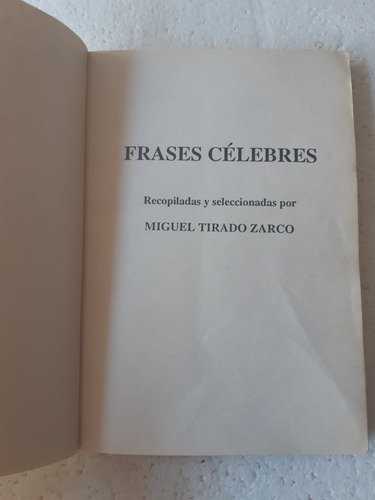 FRASES CÉLEBRES
Recopiladas y seleccionadas por
MIGUEL TIRADO ZARCO